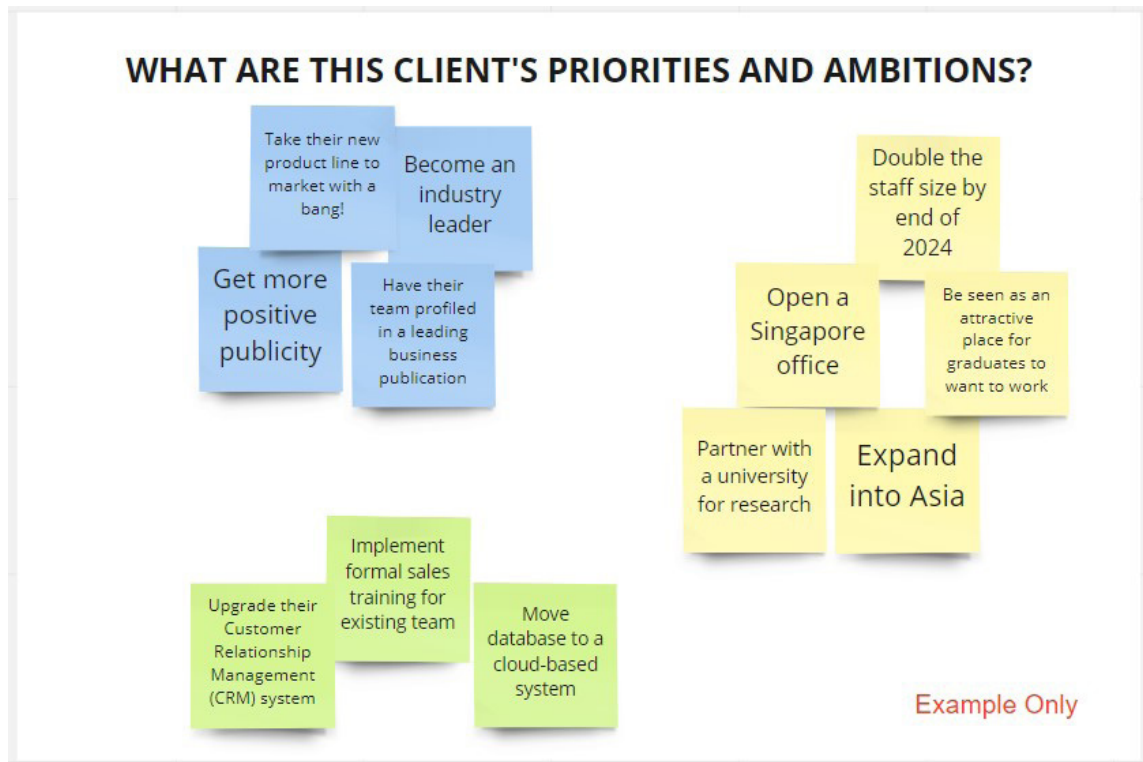 WHAT ARE THIS CLIENT'S PRIORITIES AND AMBITIONS?
Take their new
product line to
market with a
bang!
Become an
industry
leader
Get more
positive
publicity
Have their
team profiled
in a leading
business
publication
Double the
staff size by
end of
2024
Open a
Singapore
office
Be seen as an
attractive
place for
graduates to
want to work
Partner with
a university
for research
Expand
into Asia
Implement
formal sales
training for
existing team
Upgrade their
Customer
Relationship
Management
(CRM) system
Move
database to a
cloud-based
system
Example Only